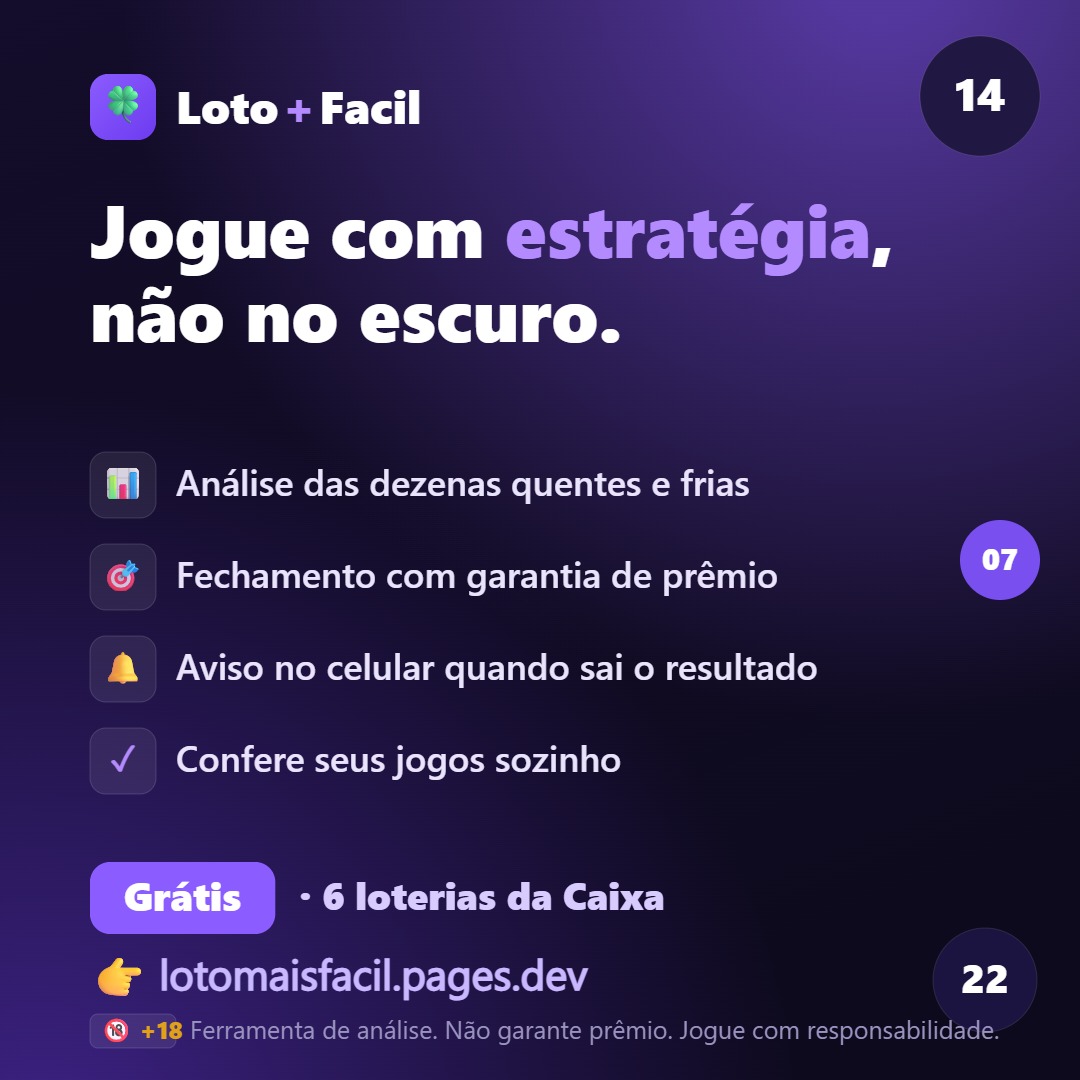 Loto + Facil
14
Jogue com estratégia,
não no escuro.
Análise das dezenas quentes e frias
Fechamento com garantia de prêmio
07
Aviso no celular quando sai o resultado
Confere seus jogos sozinho
Grátis · 6 loterias da Caixa
👉 lotomaisfacil.pages.dev
22
🔞 +18 Ferramenta de análise. Não garante prêmio. Jogue com responsabilidade.